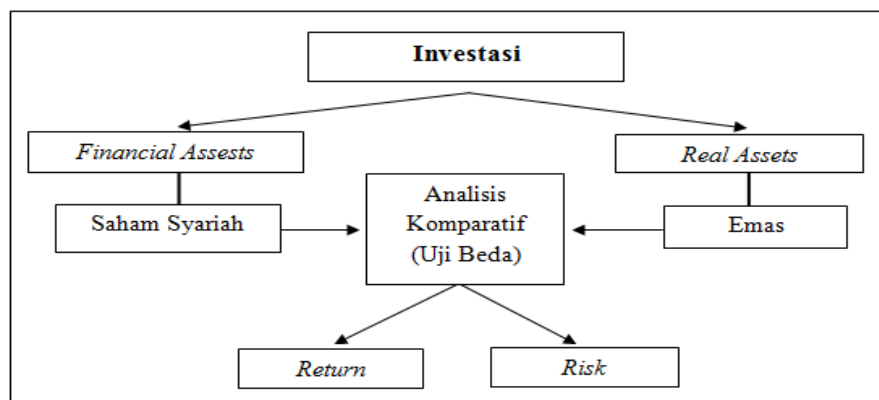 Investasi
Financial Assests
Real Assets
Saham Syariah
Analisis
Komparatif
(Uji Beda)
Emas
Return
Risk